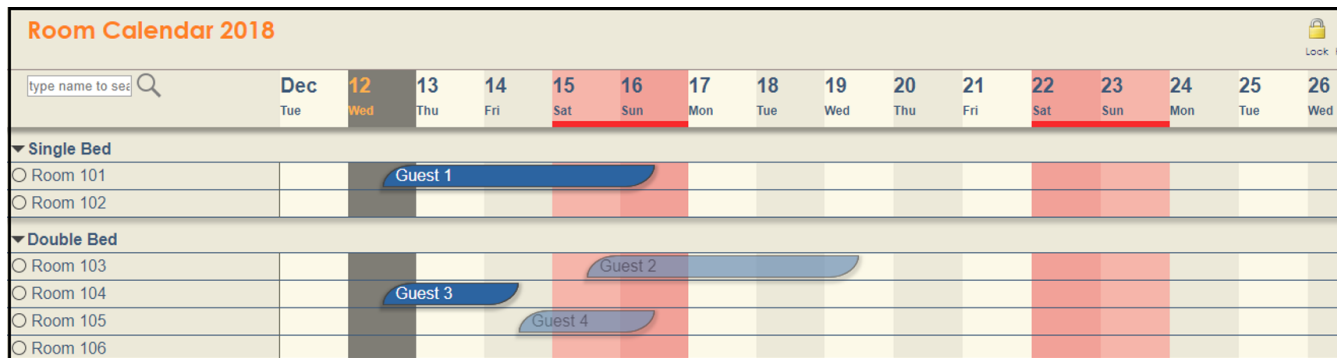 Room Calendar 2018
Lock
type name to sea
Dec 12 13 14 15 16 17 18 19 20 21 22 23 24 25 26
Tue Wed Thu Fri Sat Sun Mon Tue Wed Thu Fri Sat Sun Mon Tue Wed
Single Bed
Room 101 Guest 1
Room 102
Double Bed
Room 103 Guest 2
Room 104 Guest 3
Room 105 Guest 4
Room 106